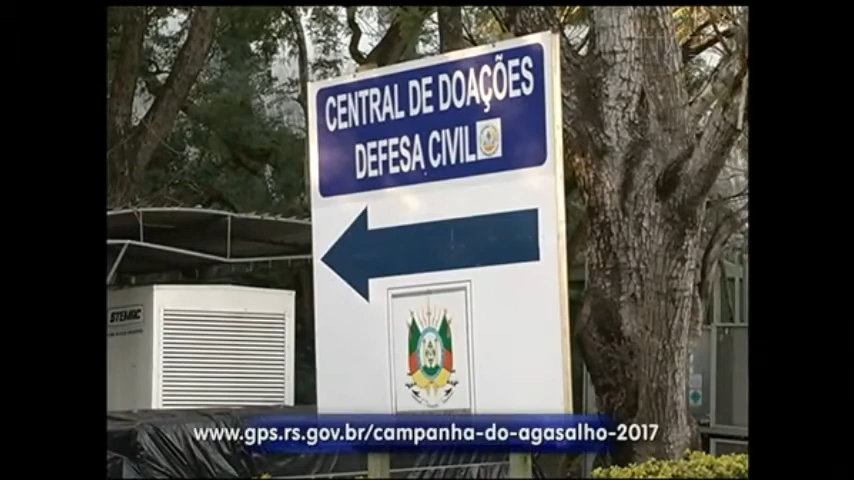 CENTRAL DE DOAÇÕES
DEFESA CIVIL
STEMAC
www.gps.rs.gov.br/campanha-do-agasalho-2017